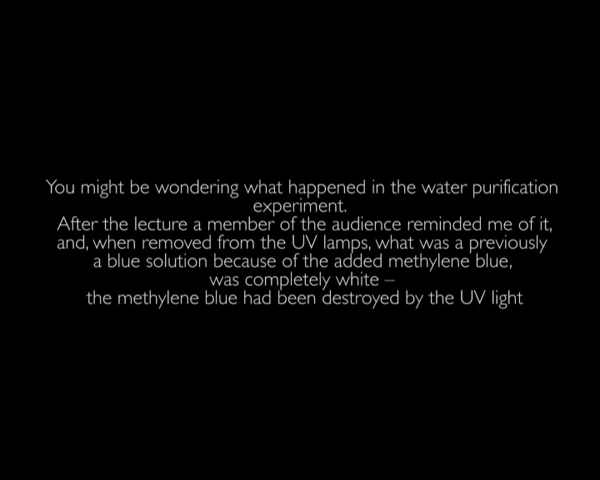 You might be wondering what happened in the water purification
experiment.
After the lecture a member of the audience reminded me of it,
and, when removed from the UV lamps, what was a previously
a blue solution because of the added methylene blue,
was completely white –
the methylene blue had been destroyed by the UV light